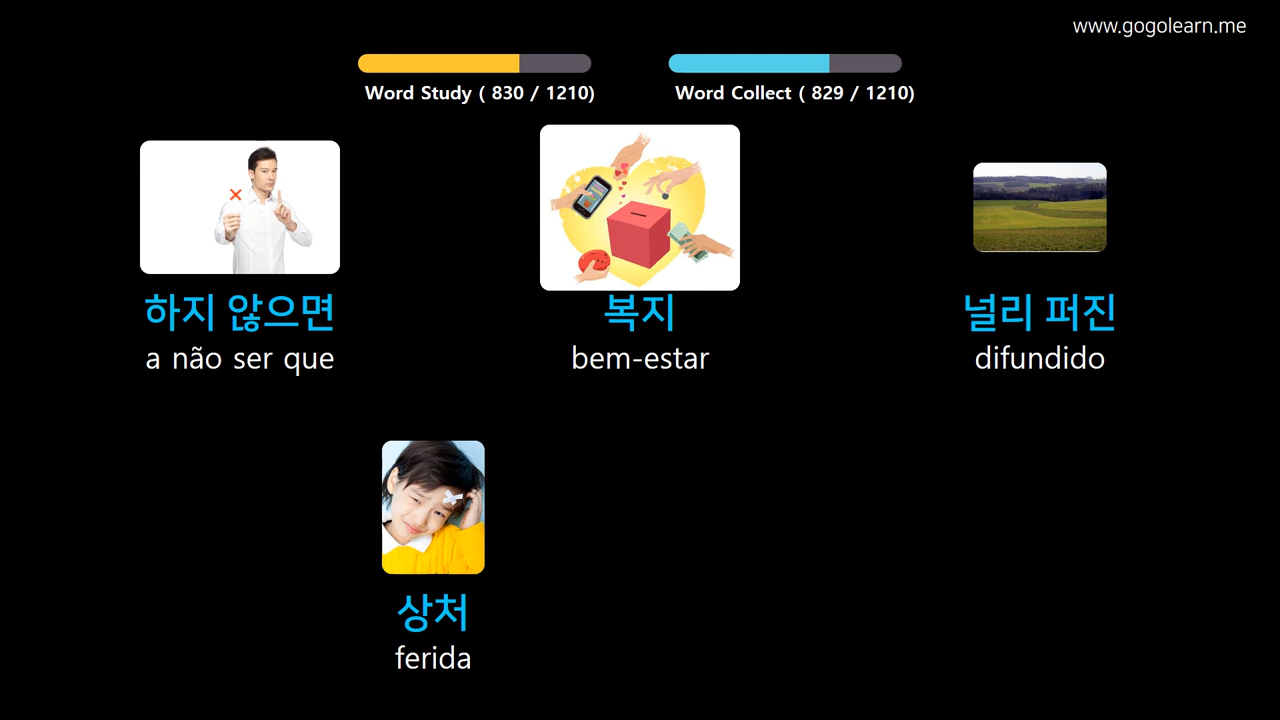 www.gogolearn.me
Word Study ( 830 / 1210)
Word Collect ( 829 / 1210)
하지 않으면
a não ser que
복지
bem-estar
널리 퍼진
difundido
상처
ferida